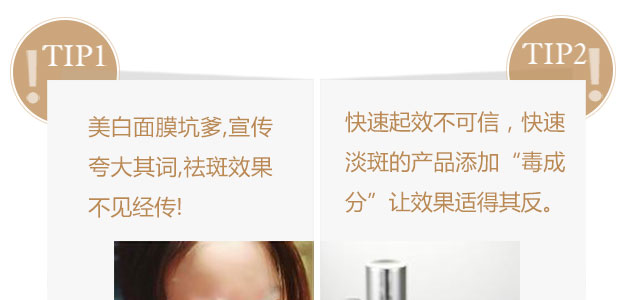 TIP1
美白面膜坑爹,宣传
夸大其词,祛斑效果
不见经传!
TIP2
快速起效不可信，快速
淡斑的产品添加“毒成
分”让效果适得其反。